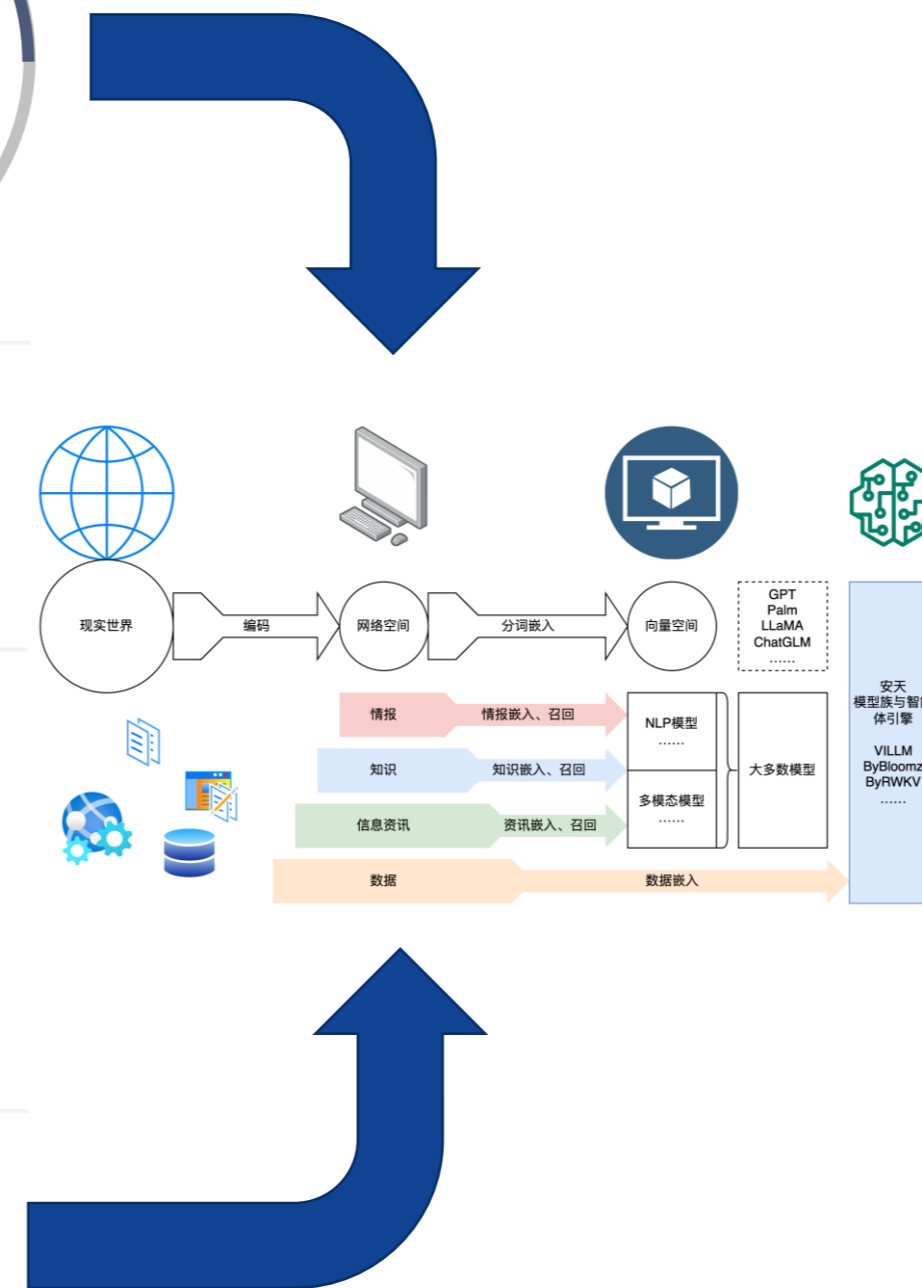 现实世界
编码
网络空间
分词嵌入
向量空间
GPT
Palm
LLaMA
ChatGLM
……
情报
情报嵌入、召回
知识
知识嵌入、召回
信息资讯
资讯嵌入、召回
数据
数据嵌入
NLP模型
……
多模态模型
……
大多数模型
安天
模型族与智能
体引擎
VILLM
ByBloomz
ByRWKV
……